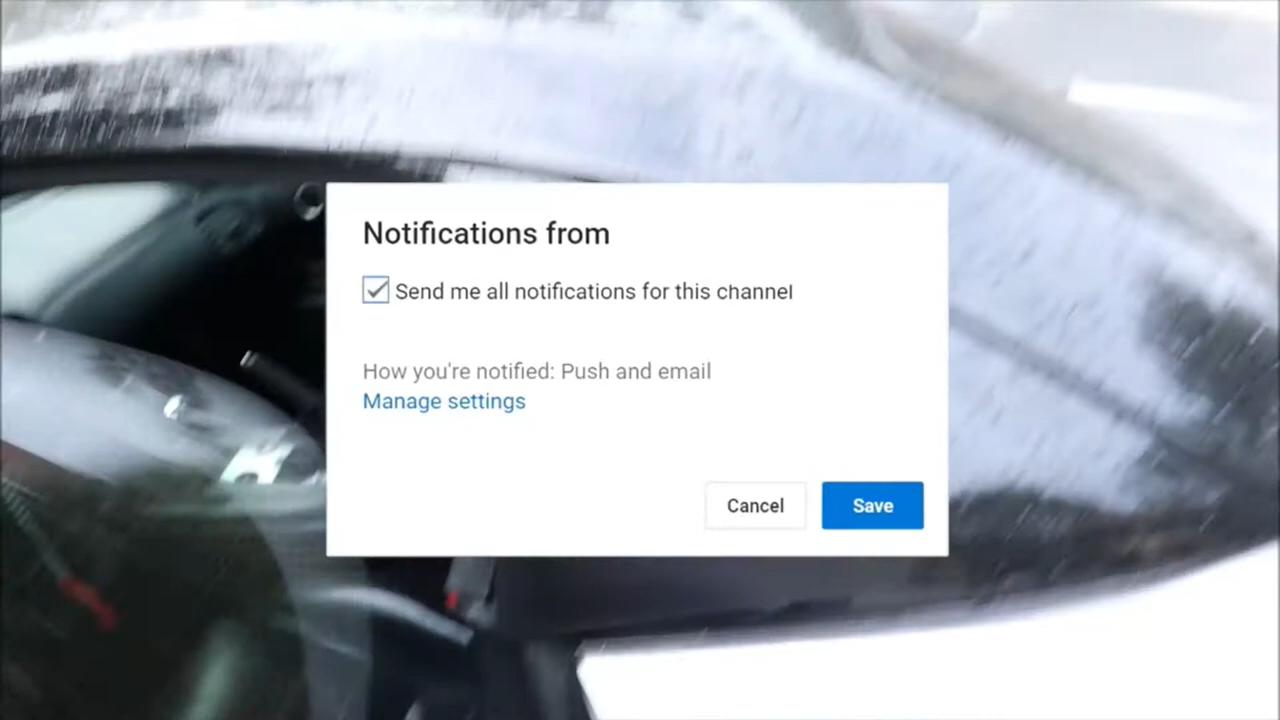 Notifications from
Send me all notifications for this channel
How you're notified: Push and email
Manage settings
Cancel
Save